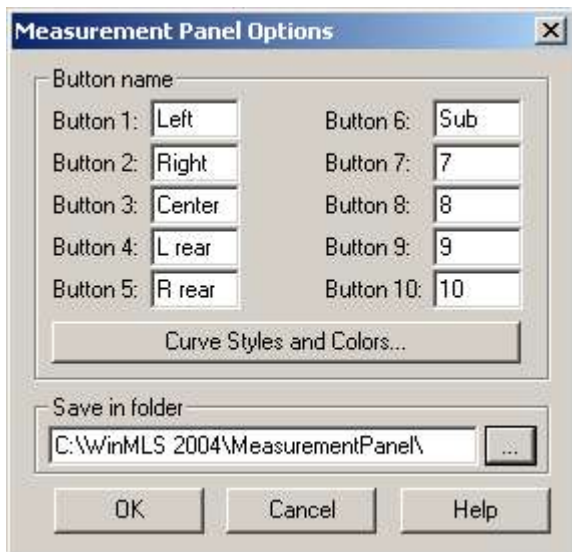 Measurement Panel Options
Button name
Button 1: Left
Button 2: Right
Button 3: Center
Button 4: L rear
Button 5: R rear
Button 6: Sub
Button 7: 7
Button 8: 8
Button 9: 9
Button 10: 10
Curve Styles and Colors...
Save in folder
C:\WinMLS 2004\MeasurementPanel\
...
OK
Cancel
Help